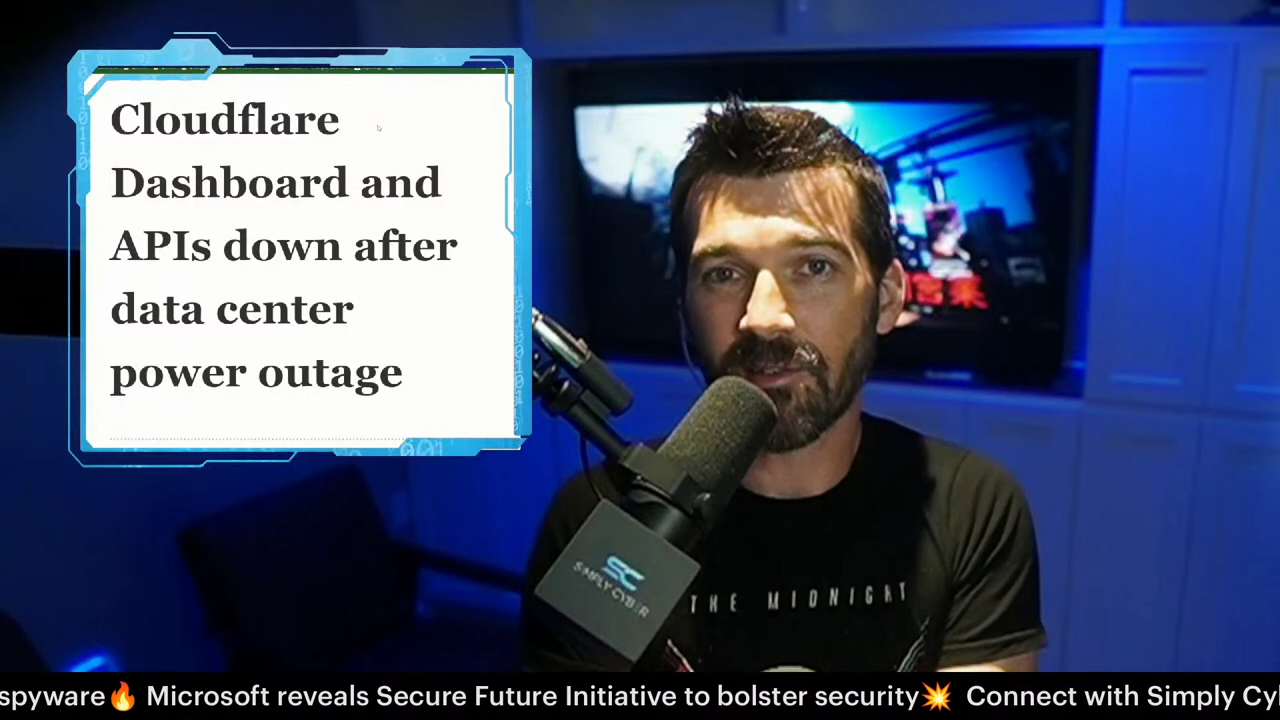 Cloudflare
Dashboard and
APIs down after
data center
power outage
SC
SIMPLY CYBER
THE MIDNIGHT
spyware🔥 Microsoft reveals Secure Future Initiative to bolster security💥 Connect with Simply Cy